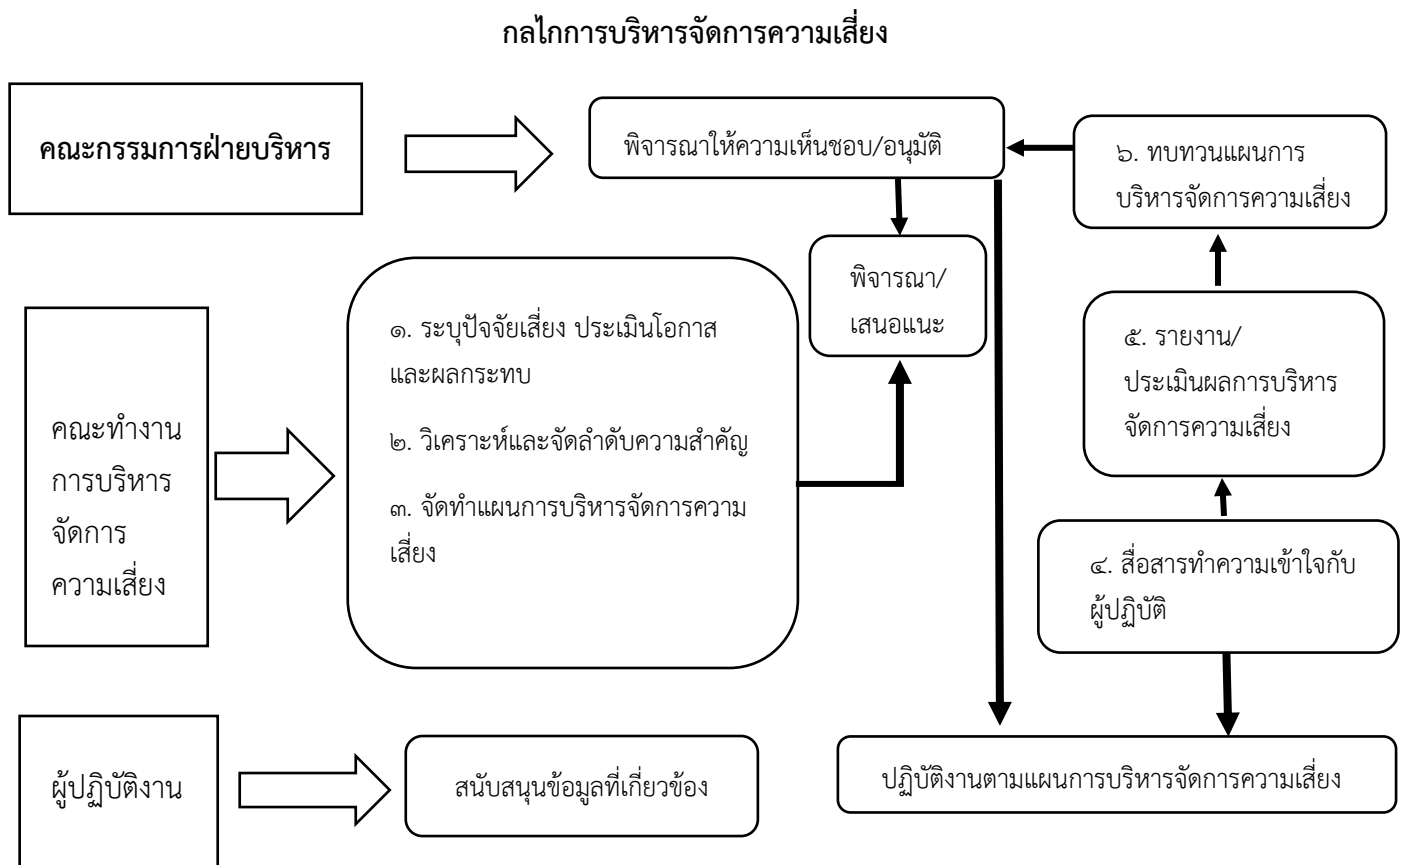 กลไกการบริหารจัดการความเสี่ยง
คณะกรรมการฝ่ายบริหาร
พิจารณาให้ความเห็นชอบ/อนุมัติ
๖. ทบทวนแผนการ
บริหารจัดการความเสี่ยง
พิจารณา/
เสนอแนะ
คณะทำงาน
การบริหาร
จัดการ
ความเสี่ยง
๑. ระบุปัจจัยเสี่ยง ประเมินโอกาส
และผลกระทบ
๒. วิเคราะห์และจัดลำดับความสำคัญ
๓. จัดทำแผนการบริหารจัดการความ
เสี่ยง
๕. รายงาน/
ประเมินผลการบริหาร
จัดการความเสี่ยง
๔. สื่อสารทำความเข้าใจกับ
ผู้ปฏิบัติ
ผู้ปฏิบัติงาน
สนับสนุนข้อมูลที่เกี่ยวข้อง
ปฏิบัติงานตามแผนการบริหารจัดการความเสี่ยง